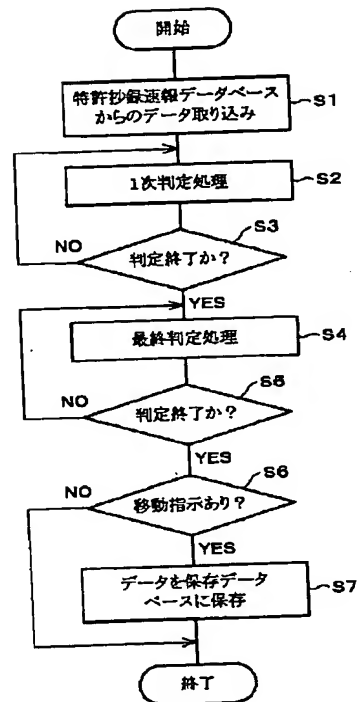 開始
特許抄録速報データベース
からのデータ取り込み
S1
1次判定処理
S2
S3
NO
判定終了か？
YES
最終判定処理
S4
S5
NO
判定終了か？
YES
S6
NO
移動指示あり？
YES
データを保存データ
ベースに保存
S7
終了